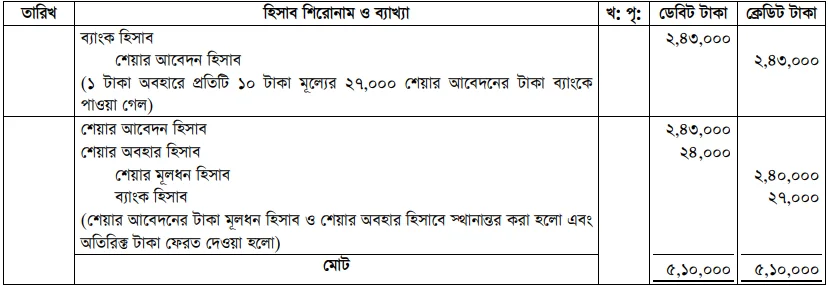 তারিখ হিসাব শিরোনাম ও ব্যাখ্যা খ: পৃ: ডেবিট টাকা ক্রেডিট টাকা
ব্যাংক হিসাব ২,৪৩,০০০
শেয়ার আবেদন হিসাব ২,৪৩,০০০
(১ টাকা অবহারে প্রতিটি ১০ টাকা মূল্যের ২৭,০০০ শেয়ার আবেদনের টাকা ব্যাংকে
পাওয়া গেল)
শেয়ার আবেদন হিসাব ২,৪৩,০০০
শেয়ার অবহার হিসাব ২৪,০০০
শেয়ার মূলধন হিসাব ২,৪০,০০০
ব্যাংক হিসাব ২৭,০০০
(শেয়ার আবেদনের টাকা মূলধন হিসাব ও শেয়ার অবহার হিসাবে স্থানান্তর করা হলো এবং
অতিরিক্ত টাকা ফেরত দেওয়া হলো)
মোট ৫,১০,০০০ ৫,১০,০০০